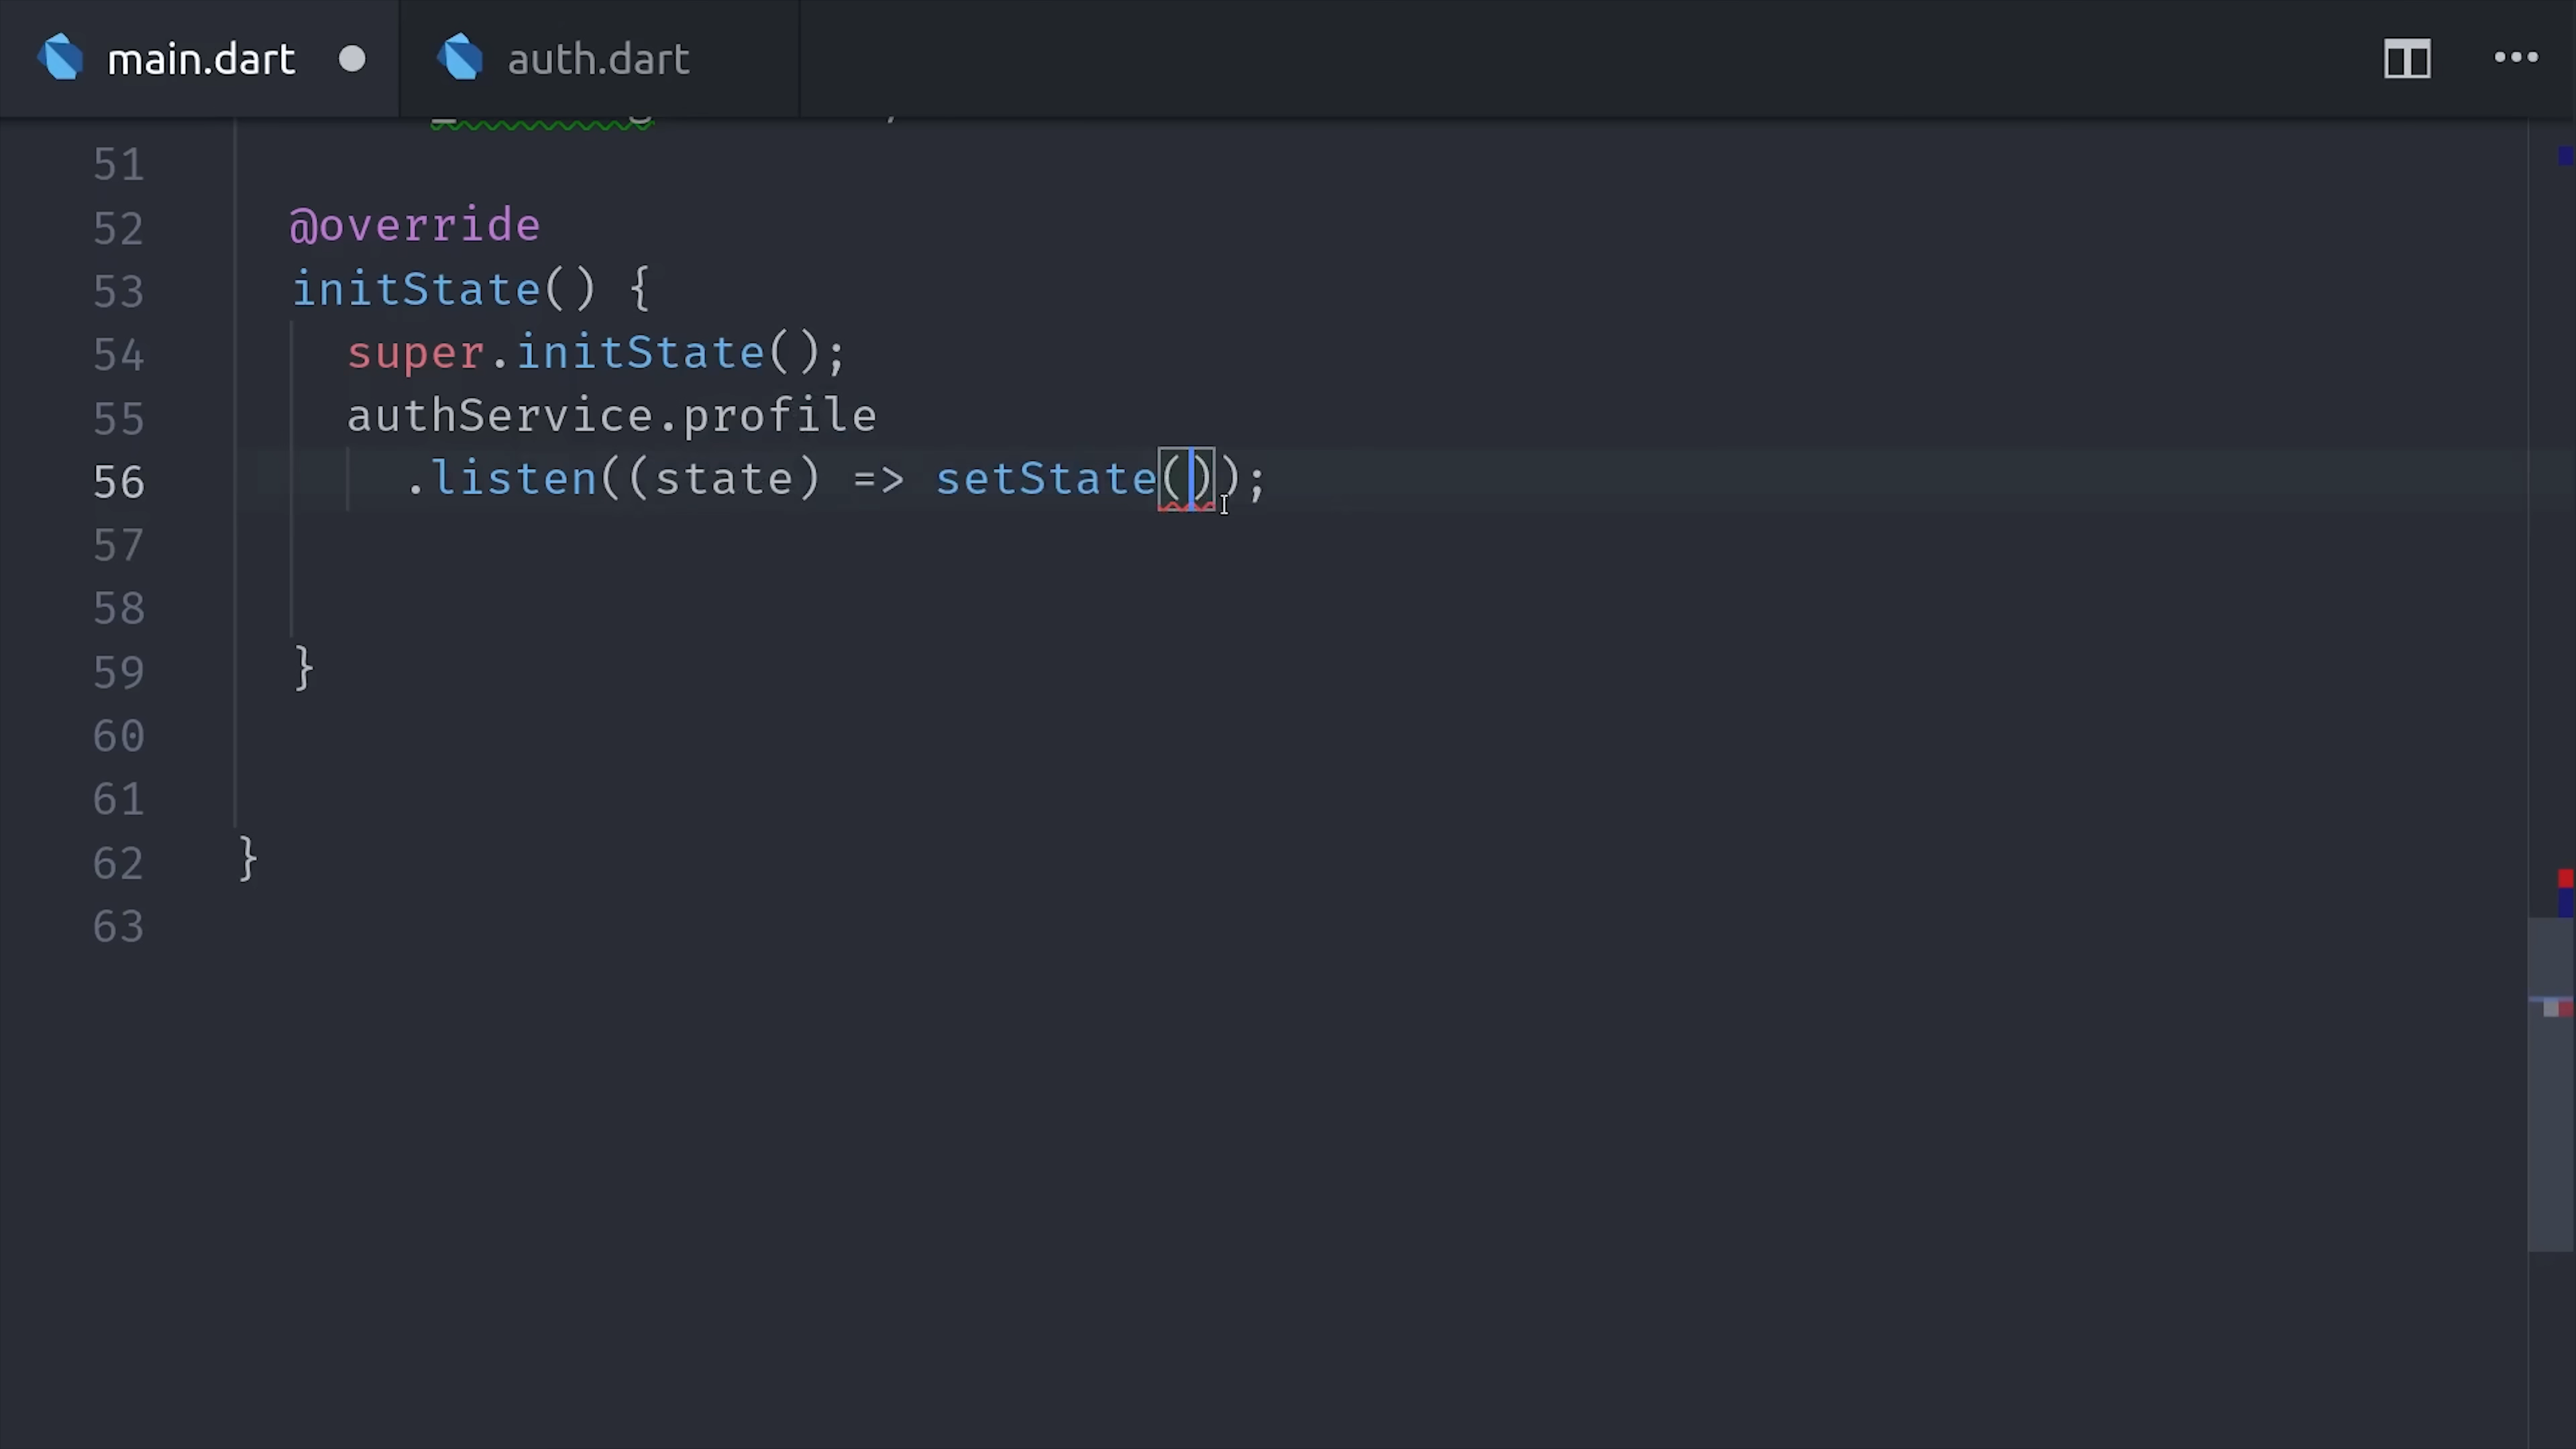 main.dart
auth.dart
51
52 @override
53 initState() {
54 super.initState();
55 authService.profile
56 .listen((state) => setState());
57
58
59 }
60
61
62 }
63